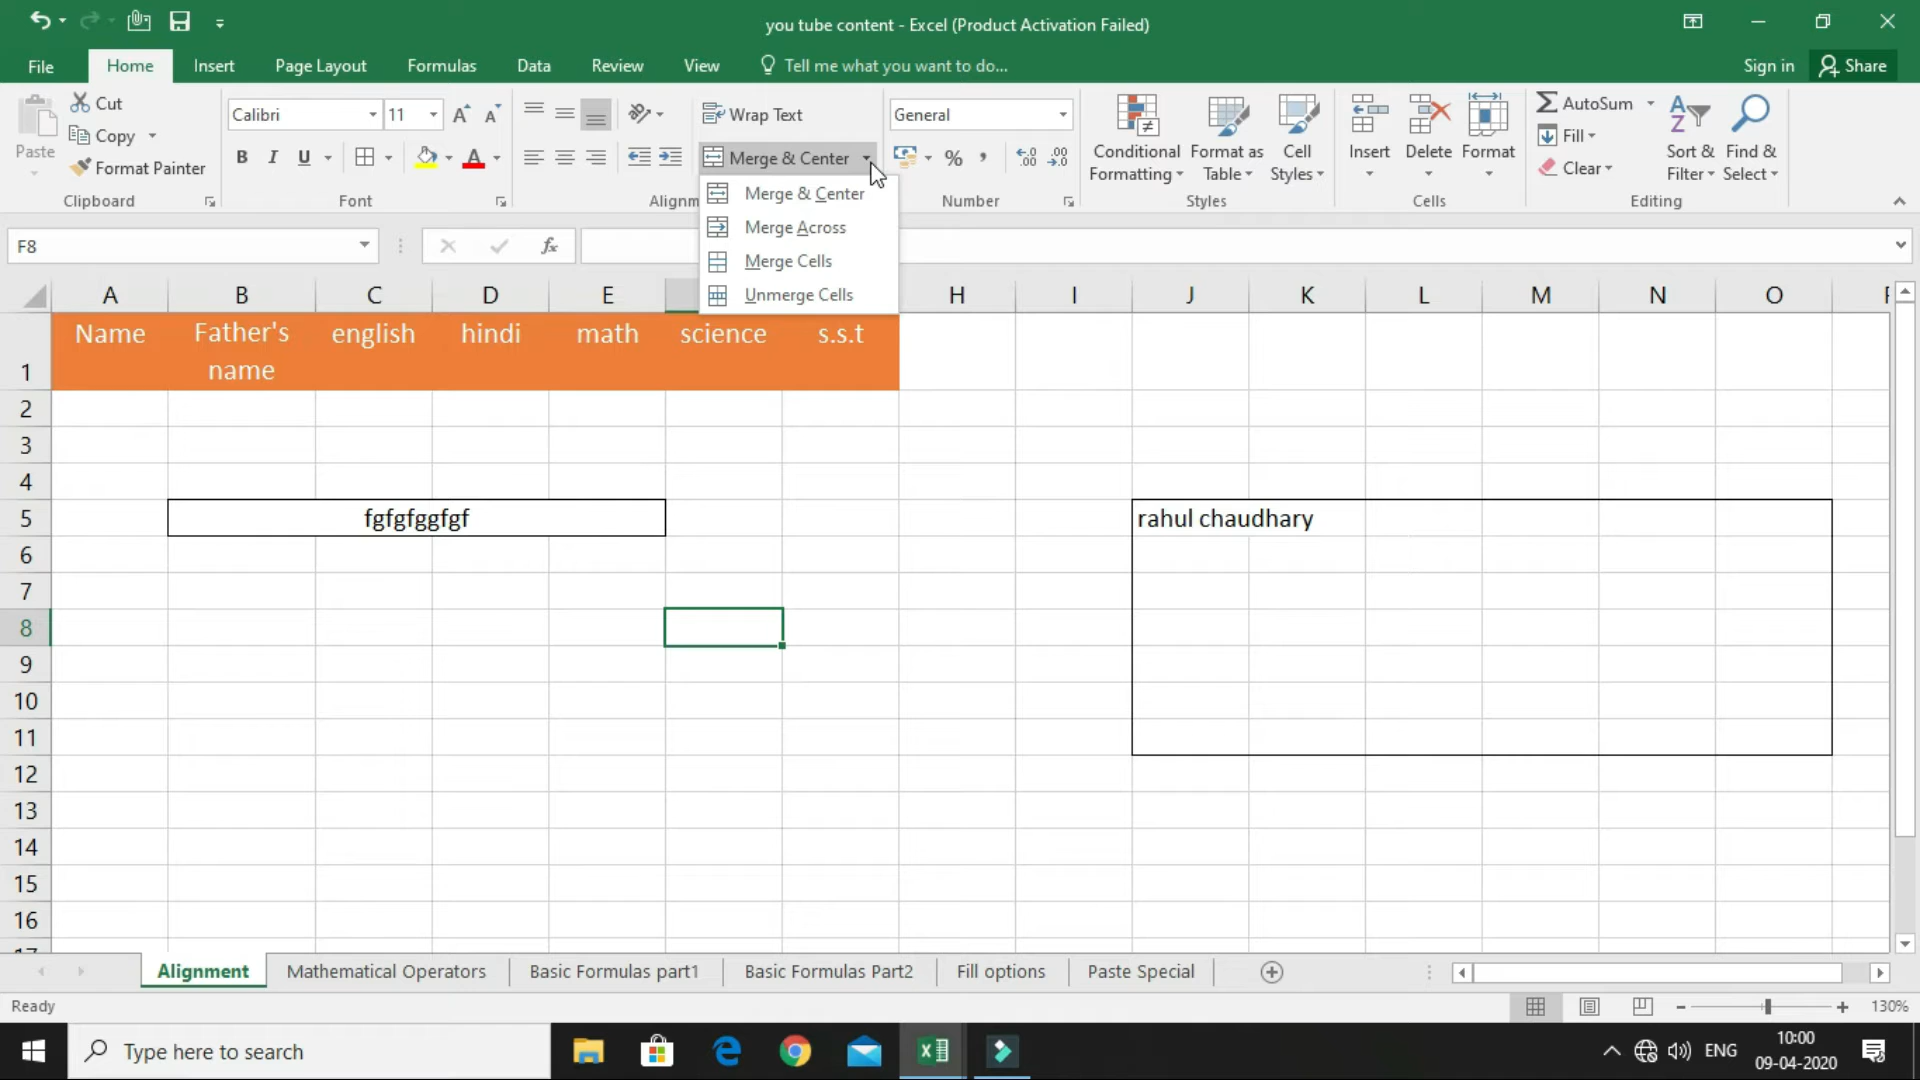 you tube content - Excel (Product Activation Failed)
File Home Insert Page Layout Formulas Data Review View Tell me what you want to do... Sign in Share
Paste
Cut
Copy
Format Painter
Clipboard
Calibri 11
B I U A
Font
Wrap Text
Merge & Center
Alignm
General
% ,
Number
Conditional Formatting
Format as Table
Cell Styles
Styles
Insert Delete Format
Cells
AutoSum
Fill
Clear
Sort & Filter
Find & Select
Editing
Merge & Center
Merge Across
Merge Cells
Unmerge Cells
F8 fx
A B C D E H I J K L M N O
1 Name Father's name english hindi math science s.s.t
2
3
4
5 fgfgfggfgf rahul chaudhary
6
7
8
9
10
11
12
13
14
15
16
Alignment Mathematical Operators Basic Formulas part1 Basic Formulas Part2 Fill options Paste Special
Ready 130%
Type here to search ENG 10:00
09-04-2020